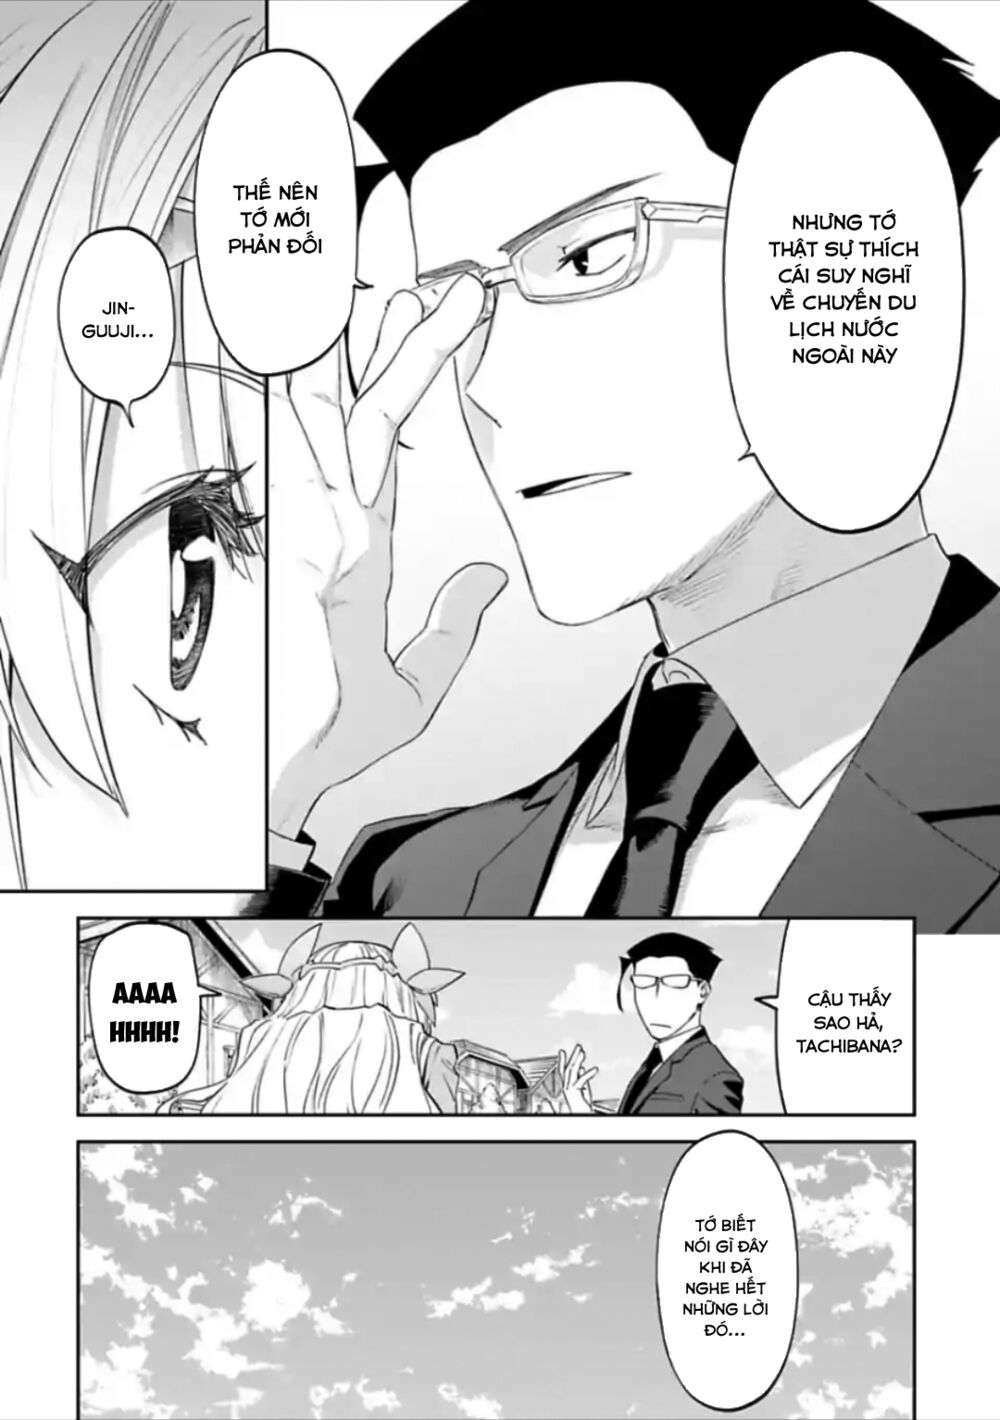 NHƯNG TỚ
THẬT SỰ THÍCH
CÁI SUY NGHĨ
VỀ CHUYẾN DU
LỊCH NƯỚC
NGOÀI NÀY
THẾ NÊN
TỚ MỚI
PHẢN ĐỐI
JIN-
GUUJI...
CẬU THẤY
SAO HẢ,
TACHIBANA?
AAAA
HHHH!
TỚ BIẾT
NÓI GÌ ĐÂY
KHI ĐÃ
NGHE HẾT
NHỮNG LỜI
ĐÓ...